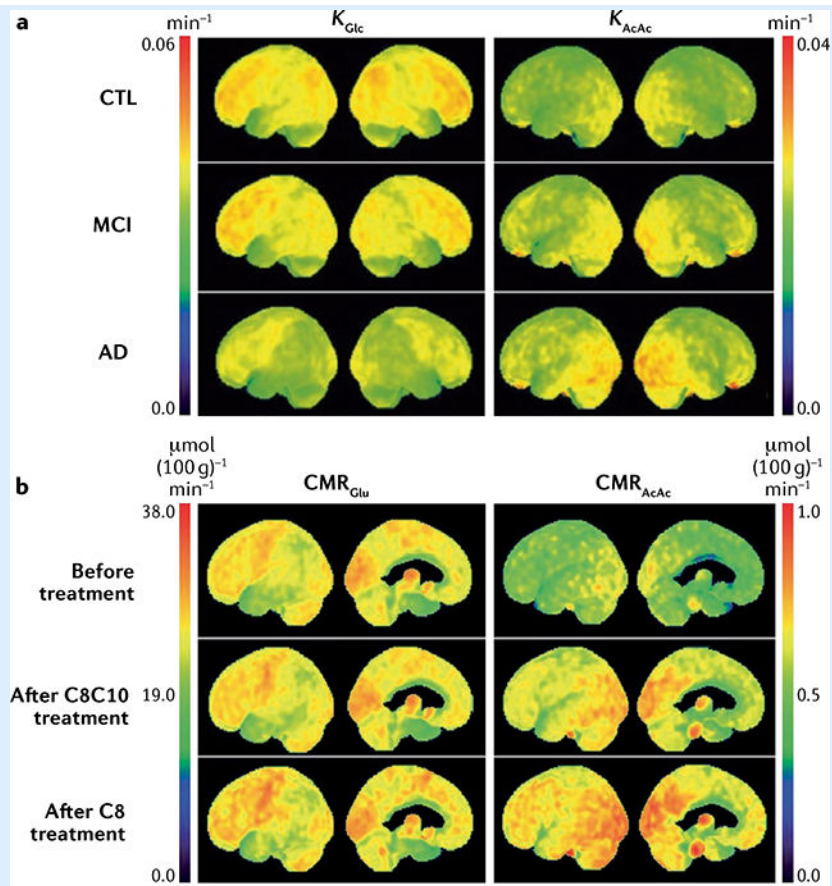 a
min⁻¹
K_Glc
K_AcAc
min⁻¹
0.06
0.04
CTL
MCI
AD
0.0
0.0
b
μmol
(100 g)⁻¹
min⁻¹
CMR_Glu
CMR_AcAc
μmol
(100 g)⁻¹
min⁻¹
38.0
1.0
Before
treatment
After C8C10
treatment
19.0
0.5
After C8
treatment
0.0
0.0